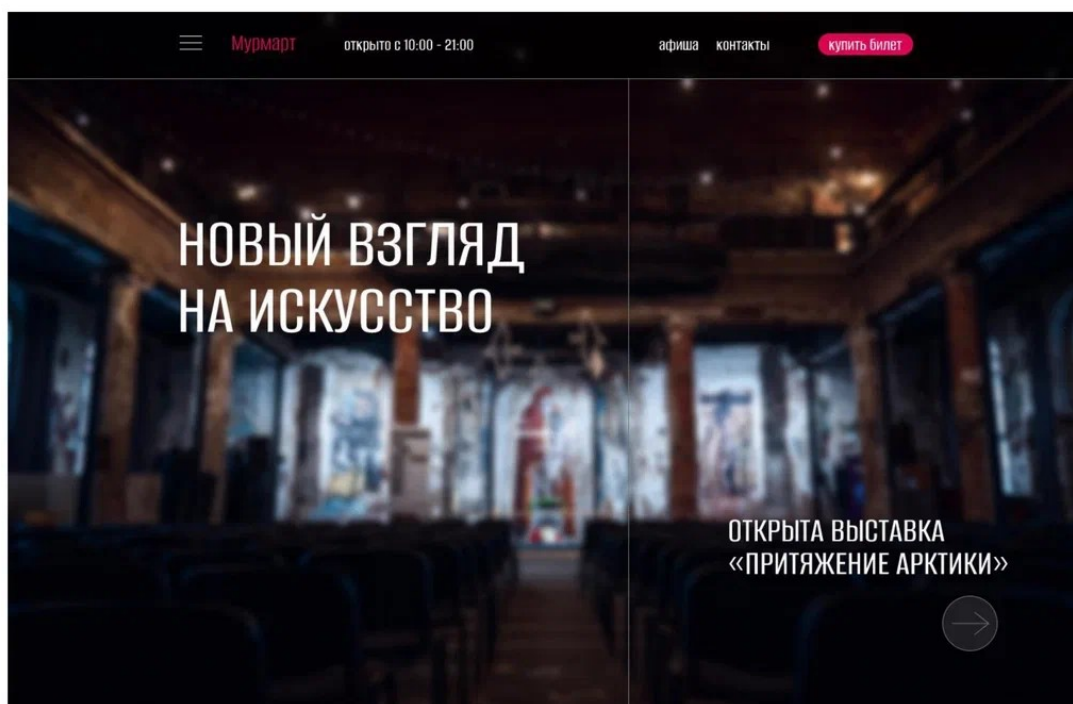 Мурмарт
открыто с 10:00 - 21:00
афиша
контакты
купить билет
НОВЫЙ ВЗГЛЯД
НА ИСКУССТВО
ОТКРЫТА ВЫСТАВКА
«ПРИТЯЖЕНИЕ АРКТИКИ»